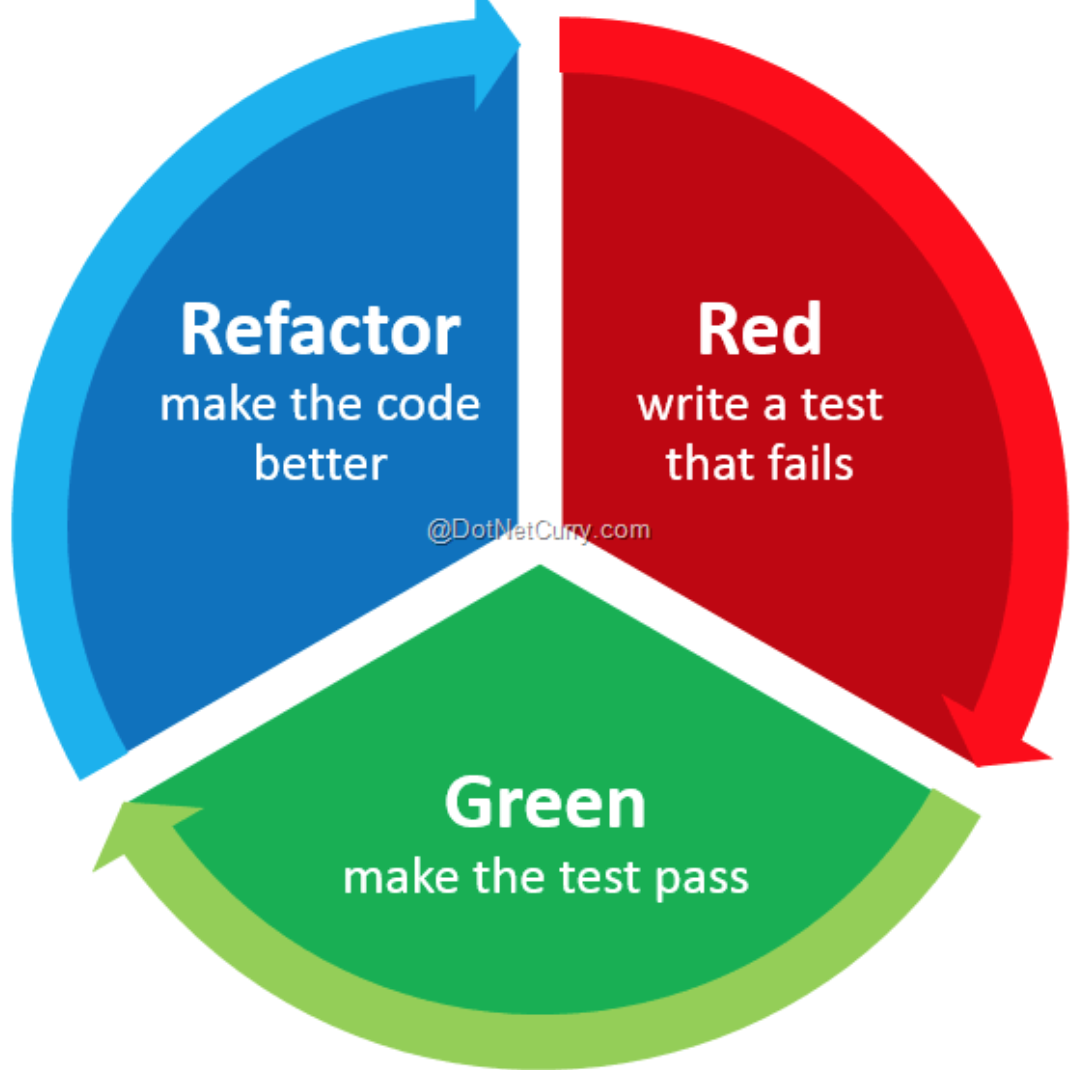 Refactor
make the code
better
Red
write a test
that fails
@DotNetCurry.com
Green
make the test pass